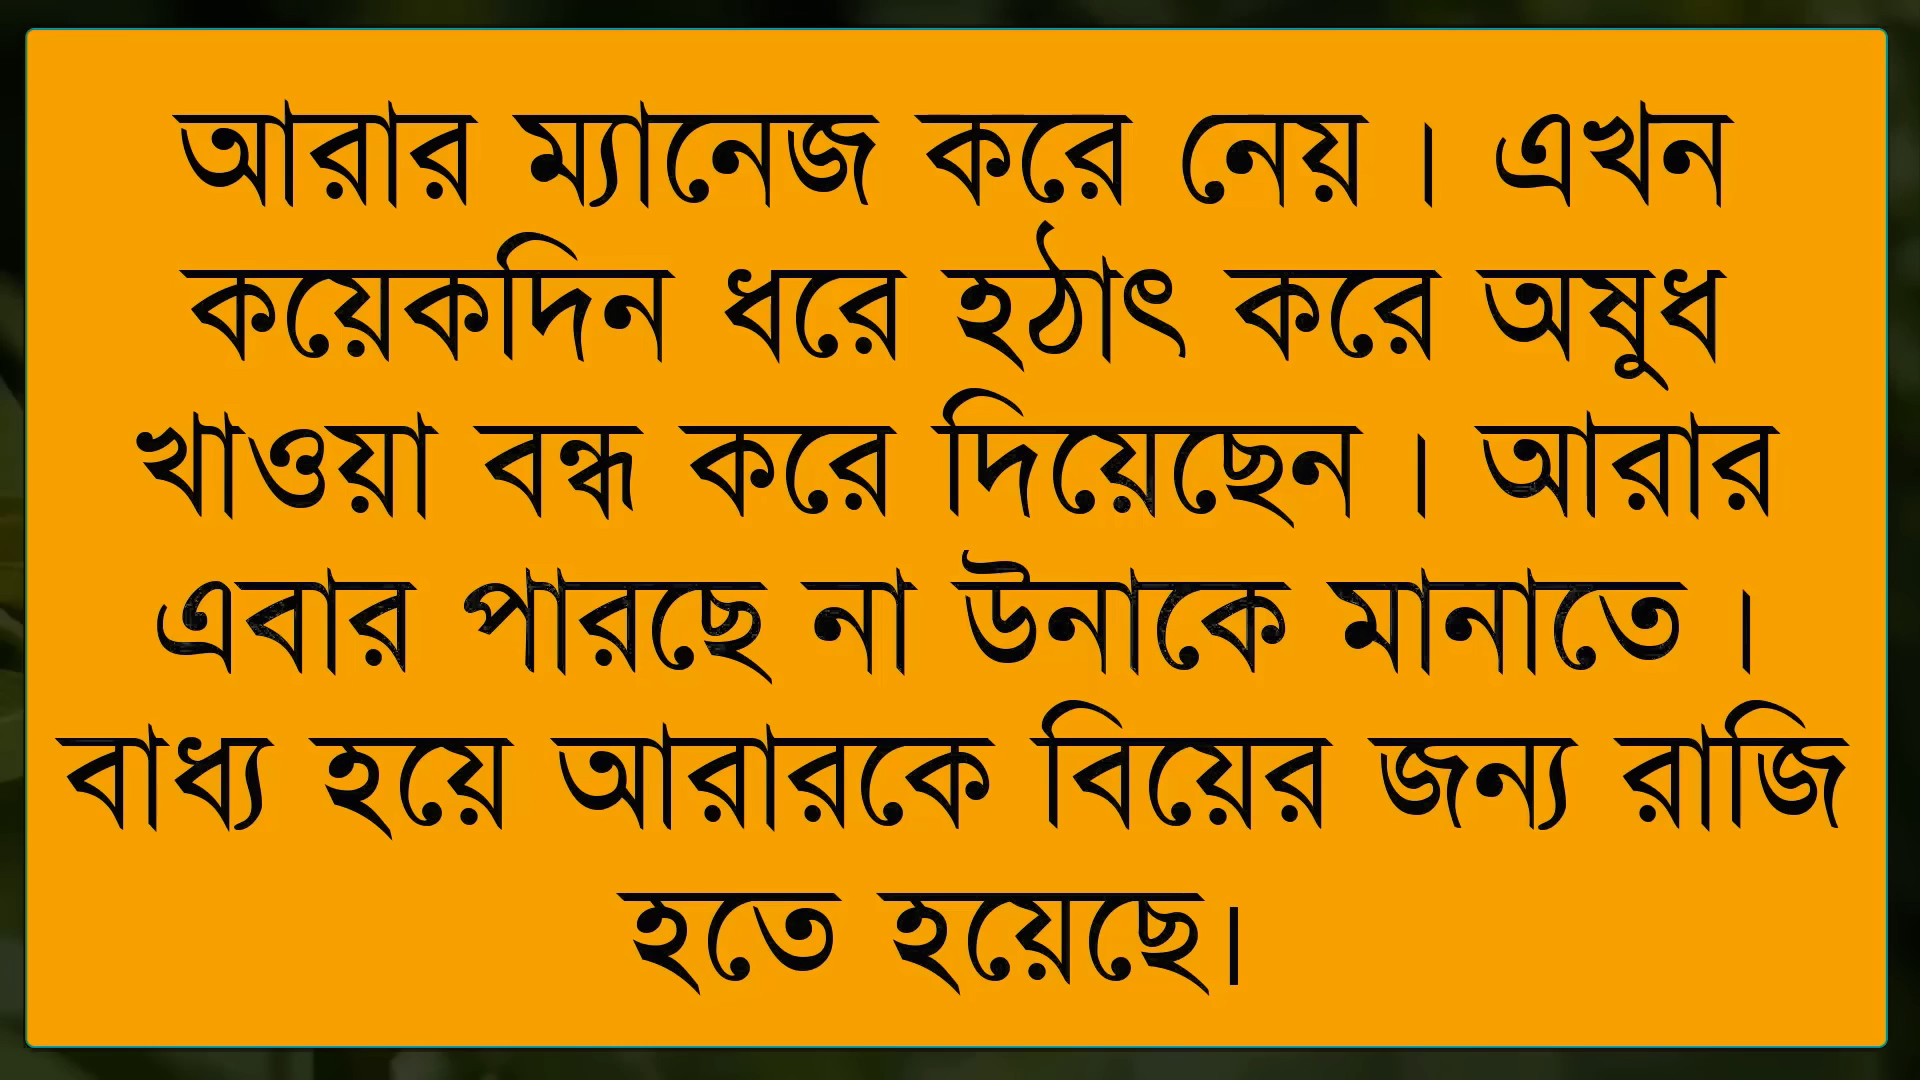 আরার ম্যানেজ করে নেয় । এখন
কয়েকদিন ধরে হঠাৎ করে অষুধ
খাওয়া বন্ধ করে দিয়েছেন । আরার
এবার পারছে না উনাকে মানাতে ।
বাধ্য হয়ে আরারকে বিয়ের জন্য রাজি
হতে হয়েছে।